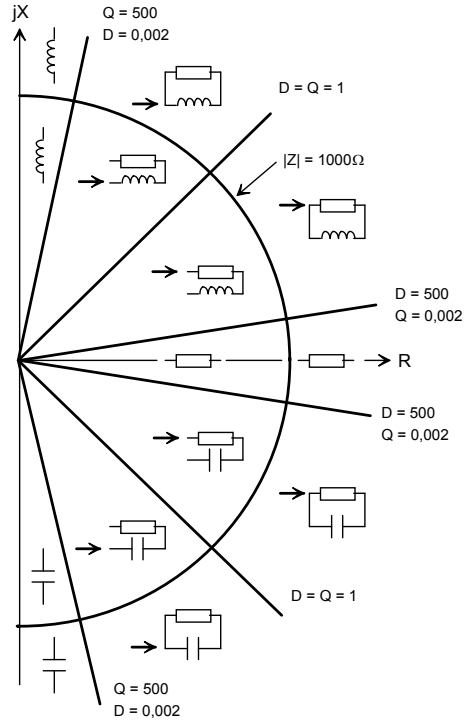 jX
Q = 500
D = 0,002
D = Q = 1
|Z| = 1000Ω
D = 500
Q = 0,002
R
D = 500
Q = 0,002
D = Q = 1
Q = 500
D = 0,002